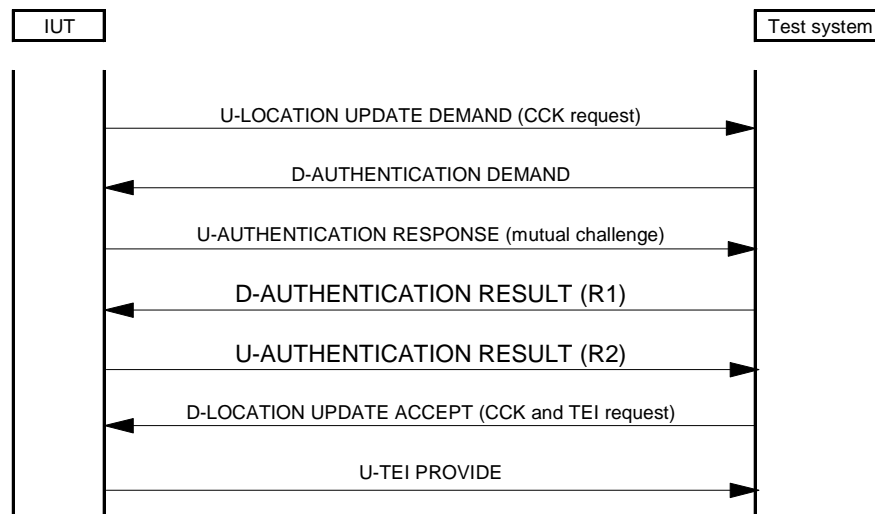 IUT
Test system
U-LOCATION UPDATE DEMAND (CCK request)
D-AUTHENTICATION DEMAND
U-AUTHENTICATION RESPONSE (mutual challenge)
D-AUTHENTICATION RESULT (R1)
U-AUTHENTICATION RESULT (R2)
D-LOCATION UPDATE ACCEPT (CCK and TEI request)
U-TEI PROVIDE